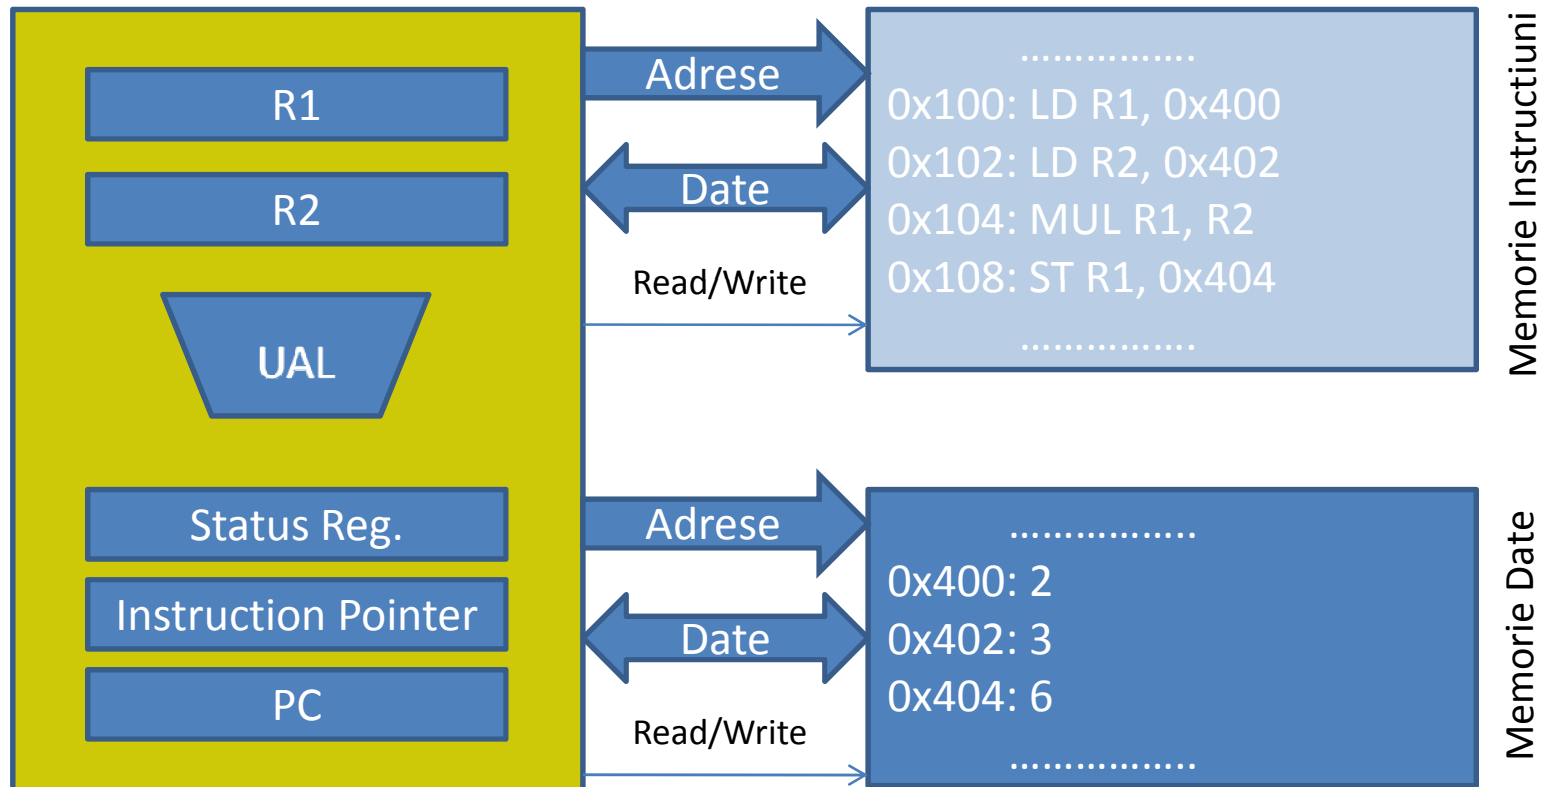 R1
R2
UAL
Status Reg.
Instruction Pointer
PC
Adrese
Date
Read/Write
................
0x100: LD R1, 0x400
0x102: LD R2, 0x402
0x104: MUL R1, R2
0x108: ST R1, 0x404
................
Memorie Instructiuni
Adrese
Date
Read/Write
.................
0x400: 2
0x402: 3
0x404: 6
.................
Memorie Date